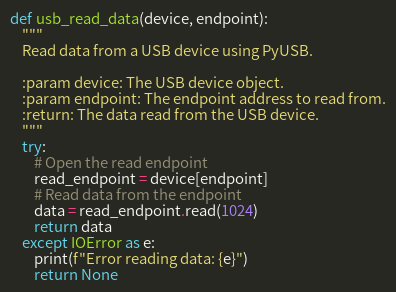 def usb_read_data(device, endpoint):
    """
    Read data from a USB device using PyUSB.

    :param device: The USB device object.
    :param endpoint: The endpoint address to read from.
    :return: The data read from the USB device.
    """
    try:
        # Open the read endpoint
        read_endpoint = device[endpoint]
        # Read data from the endpoint
        data = read_endpoint.read(1024)
        return data
    except IOError as e:
        print(f"Error reading data: {e}")
        return None